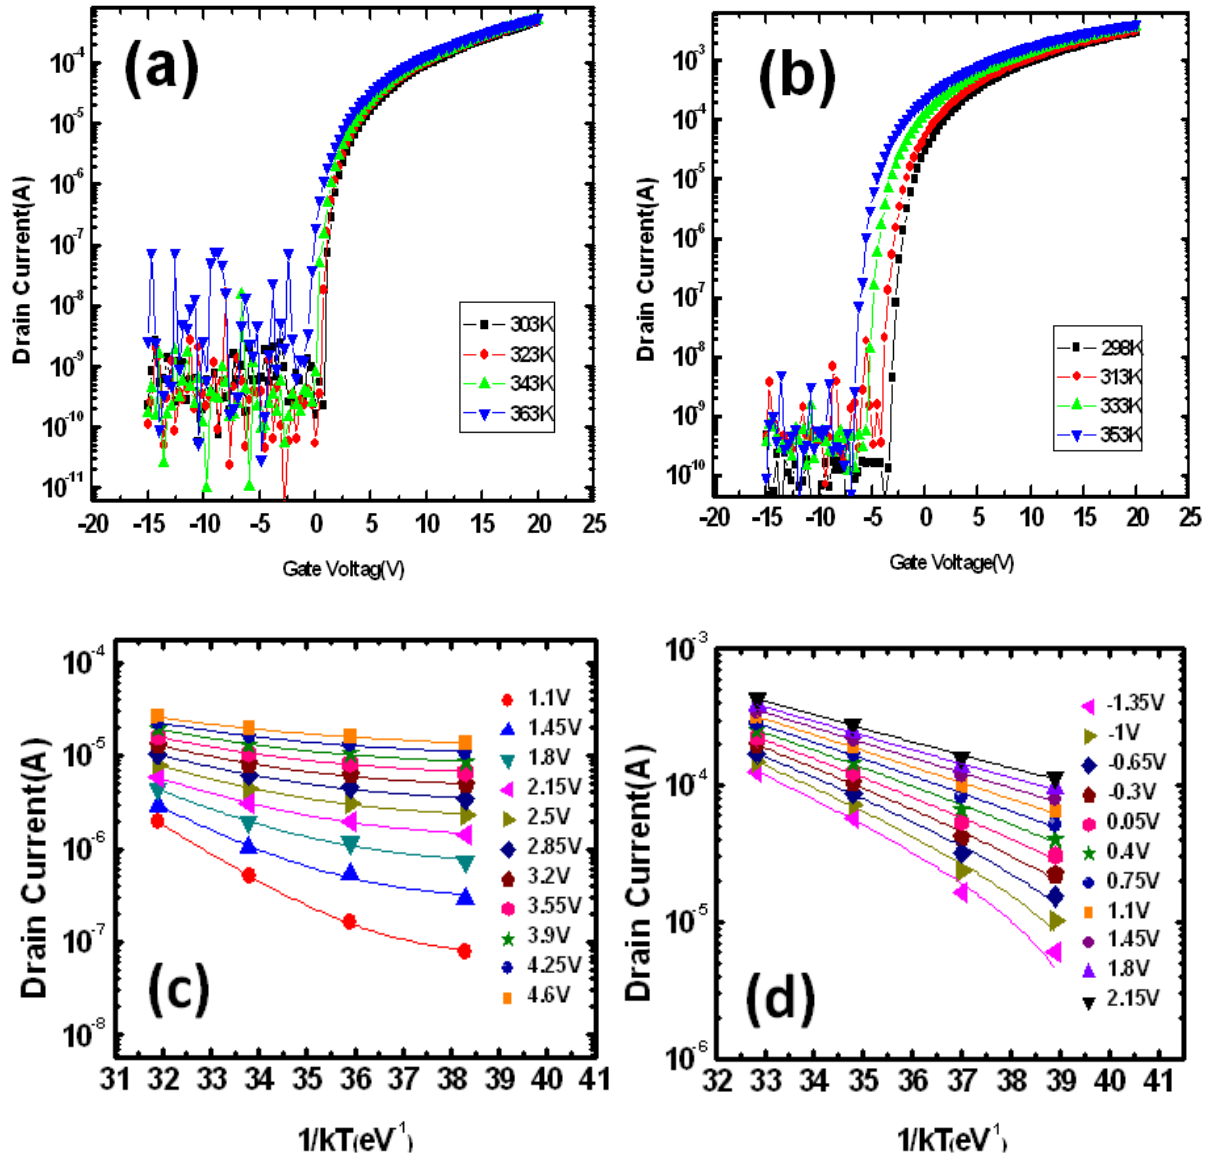 (a)
Drain Current(A)
10-4
10-5
10-6
10-7
10-8
10-9
10-10
10-11
303K
323K
343K
363K
-20 -15 -10 -5 0 5 10 15 20 25
Gate Voltag(V)
(b)
Drain Current(A)
10-3
10-4
10-5
10-6
10-7
10-8
10-9
10-10
298K
313K
333K
353K
-20 -15 -10 -5 0 5 10 15 20 25
Gate Voltage(V)
(c)
Drain Current(A)
10-4
10-5
10-6
10-7
10-8
1.1V
1.45V
1.8V
2.15V
2.5V
2.85V
3.2V
3.55V
3.9V
4.25V
4.6V
31 32 33 34 35 36 37 38 39 40 41
1/kT(eV-1)
(d)
Drain Current(A)
10-3
10-4
10-5
10-6
-1.35V
-1V
-0.65V
-0.3V
0.05V
0.4V
0.75V
1.1V
1.45V
1.8V
2.15V
32 33 34 35 36 37 38 39 40 41
1/kT(eV-1)